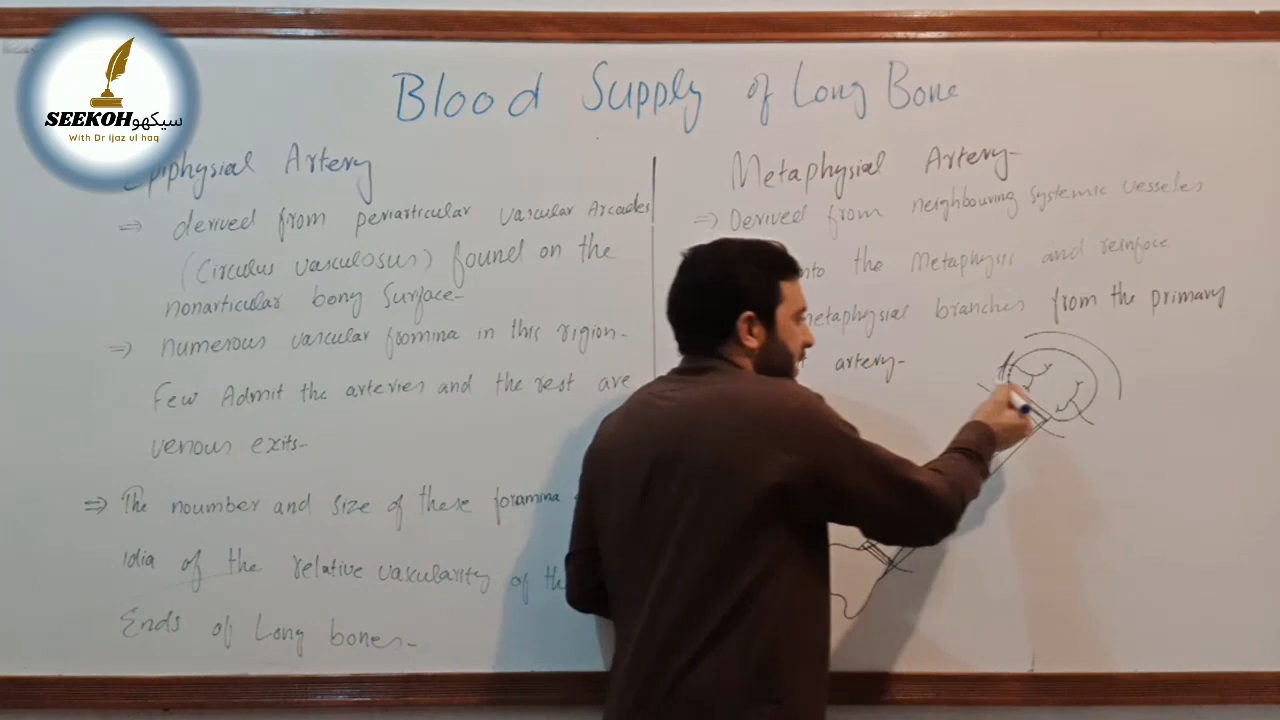 SEEKOH سیکھو
With Dr ijaz ul haq
Blood Supply of Long Bone
Epiphysial Artery
⇒ derived from periarticular vascular Arcades
(Circulus vasculosus) found on the
nonarticular bony Surface-
⇒ numerous vascular fromina in this rigion-
Few Admit the arteries and the rest are
venous exits-
⇒ The noumber and size of these foramina
Idia of the relative vascularity of the
Ends of Long bones-
Metaphysial Artery-
⇒ Derived from neighbouring systemic vesseles
into the Metaphysis and reinfoce
metaphysial branches from the primary
artery-